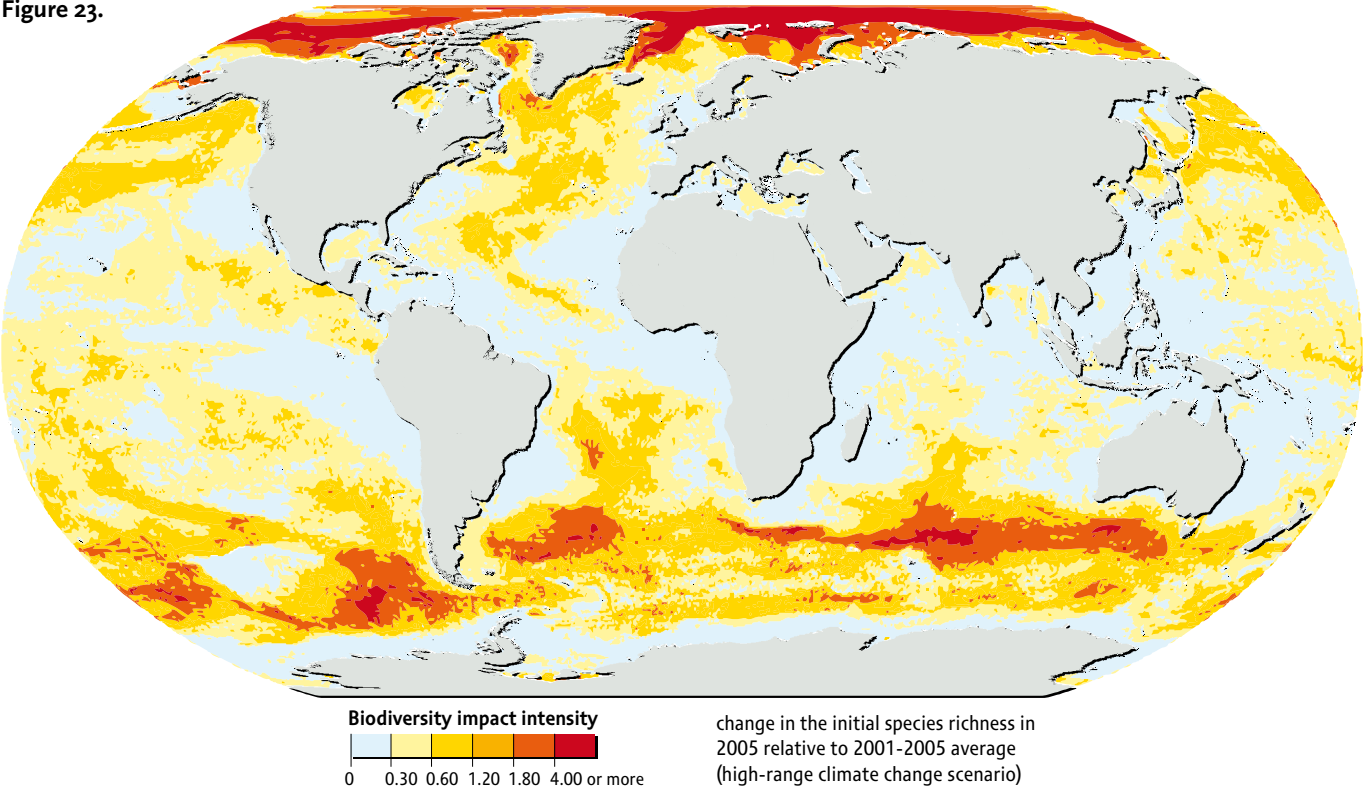 Figure 23.
Biodiversity impact intensity
0 0.30 0.60 1.20 1.80 4.00 or more
change in the initial species richness in
2005 relative to 2001-2005 average
(high-range climate change scenario)